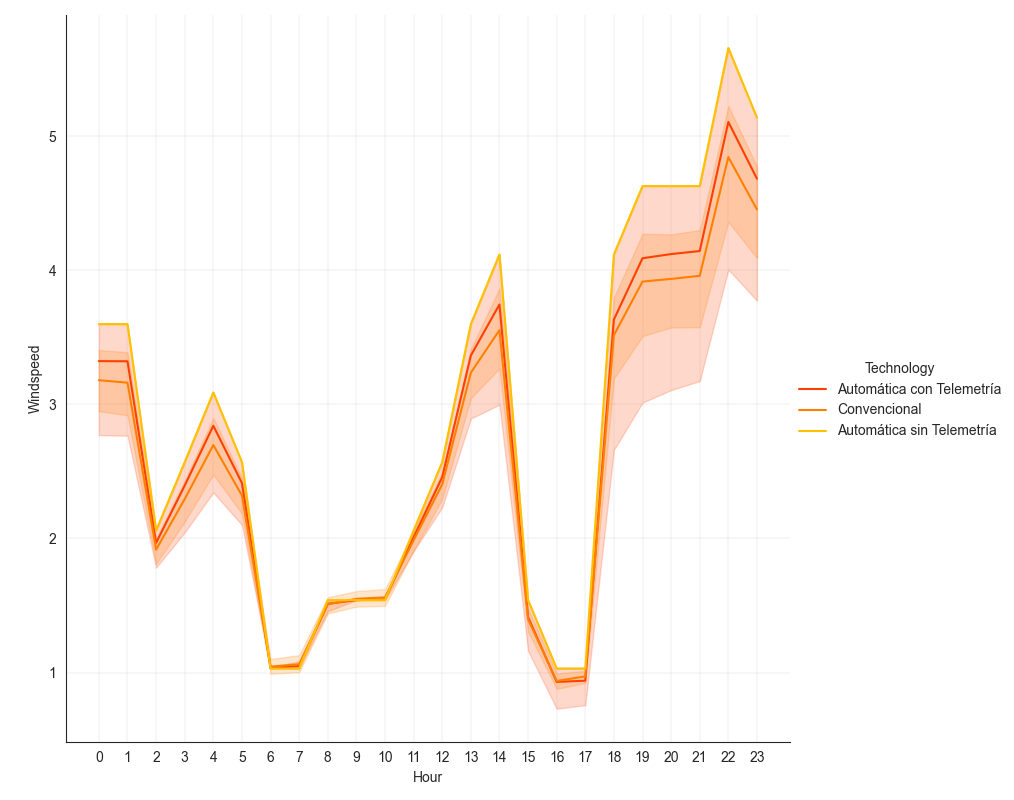 5
4
3
2
1
Windspeed
0 1 2 3 4 5 6 7 8 9 10 11 12 13 14 15 16 17 18 19 20 21 22 23
Hour
Technology
Automática con Telemetría
Convencional
Automática sin Telemetría